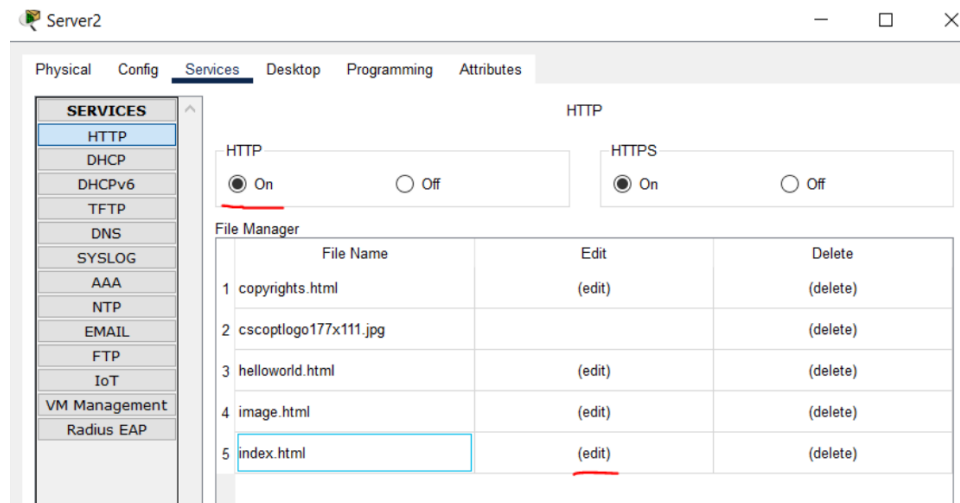 Server2
Physical Config Services Desktop Programming Attributes
SERVICES
HTTP
DHCP
DHCPv6
TFTP
DNS
SYSLOG
AAA
NTP
EMAIL
FTP
IoT
VM Management
Radius EAP
HTTP
HTTP
On Off
HTTPS
On Off
File Manager
File Name Edit Delete
1 copyrights.html (edit) (delete)
2 cscoptlogo177x111.jpg (delete)
3 helloworld.html (edit) (delete)
4 image.html (edit) (delete)
5 index.html (edit) (delete)